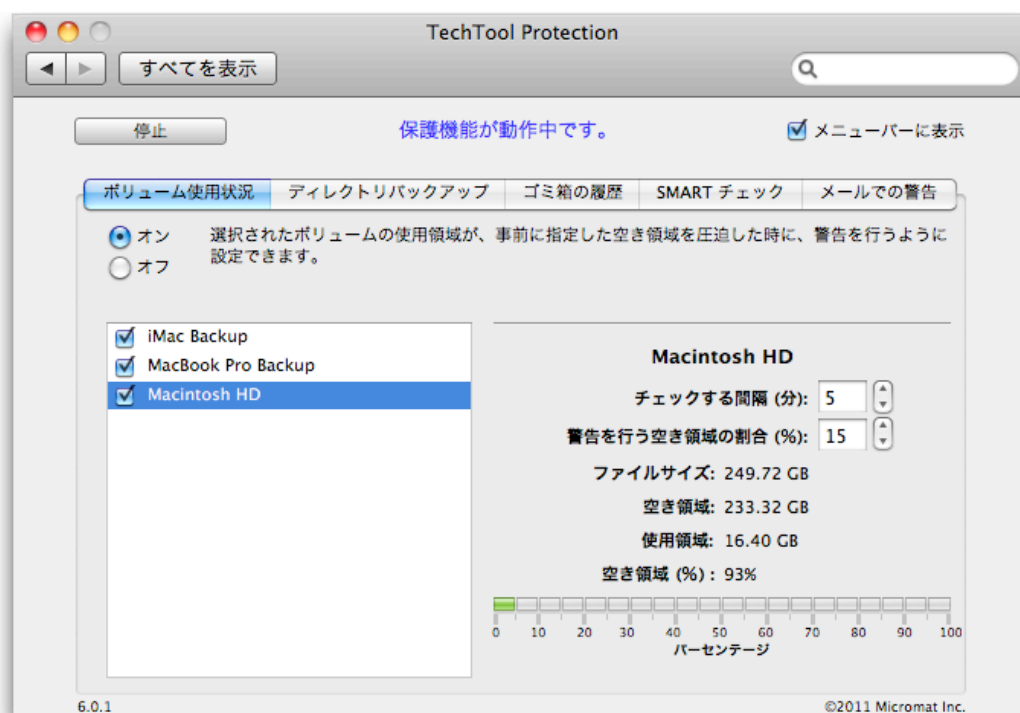 TechTool Protection
すべてを表示
停止
保護機能が動作中です。
メニューバーに表示
ボリューム使用状況
ディレクトリバックアップ
ゴミ箱の履歴
SMART チェック
メールでの警告
オン
オフ
選択されたボリュームの使用領域が、事前に指定した空き領域を圧迫した時に、警告を行うように
設定できます。
iMac Backup
MacBook Pro Backup
Macintosh HD
Macintosh HD
チェックする間隔 (分): 5
警告を行う空き領域の割合 (%): 15
ファイルサイズ: 249.72 GB
空き領域: 233.32 GB
使用領域: 16.40 GB
空き領域 (%) : 93%
0 10 20 30 40 50 60 70 80 90 100
パーセンテージ
6.0.1
©2011 Micromat Inc.